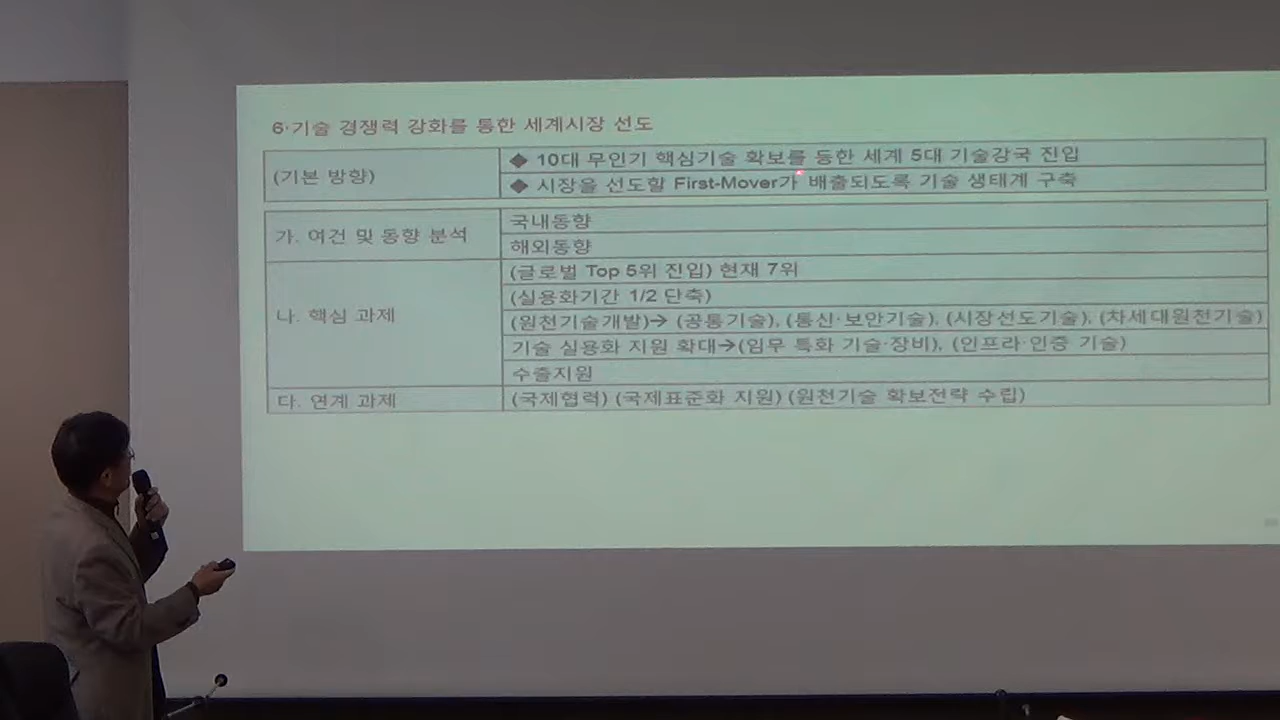 6·기술 경쟁력 강화를 통한 세계시장 선도
(기본 방향)
◆ 10대 무인기 핵심기술 확보를 등한 세계 5대 기술강국 진입
◆ 시장을 선도할 First-Mover가 배출되도록 기술 생태계 구축
가. 여건 및 동향 분석
국내동향
해외동향
나. 핵심 과제
(글로벌 Top 5위 진입) 현재 7위
(실용화기간 1/2 단축)
(원천기술개발)→ (공통기술), (통신·보안기술), (시장선도기술), (차세대원천기술)
기술 실용화 지원 확대→(임무 특화 기술·장비), (인프라·인증 기술)
수출지원
다. 연계 과제
(국제협력) (국제표준화 지원) (원천기술 확보전략 수립)